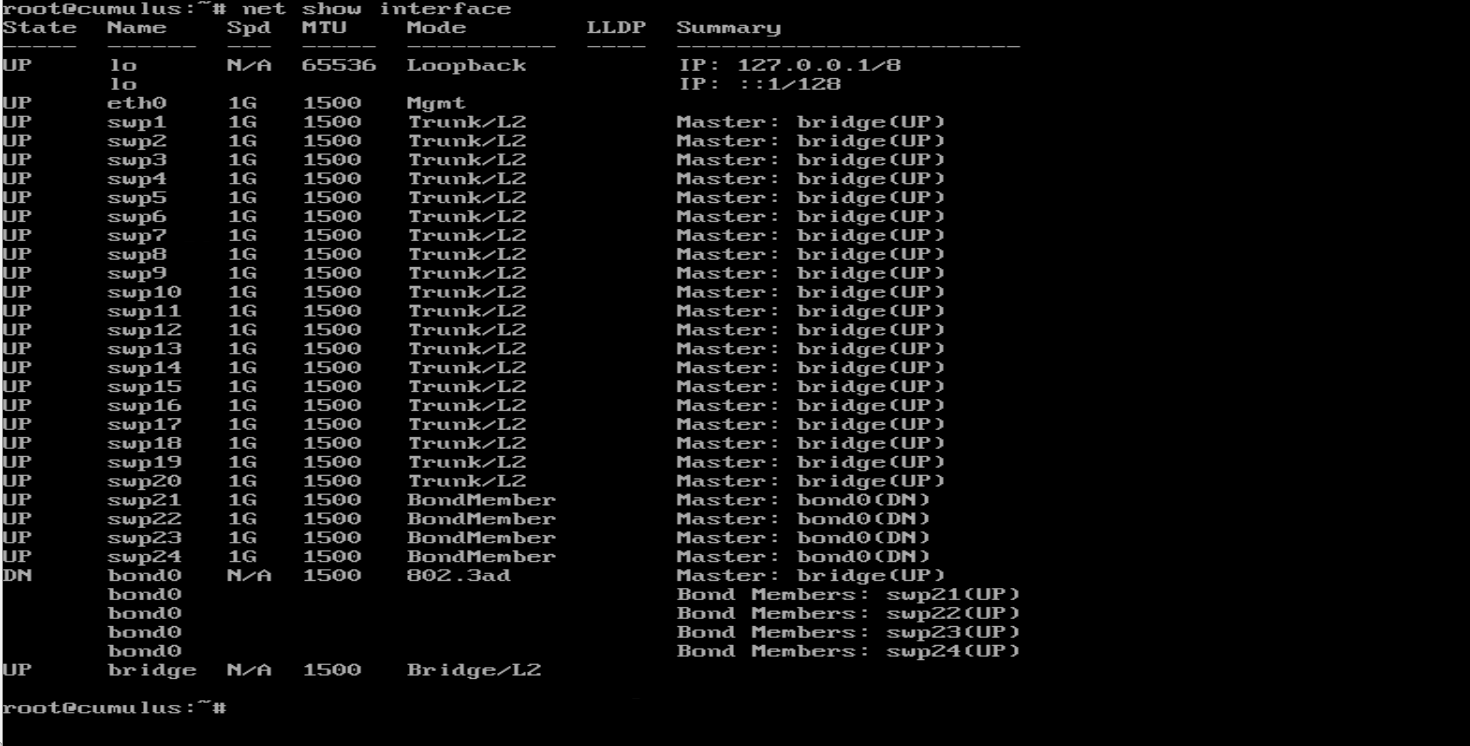 root@cumulus:~# net show interface
State  Name    Spd  MTU    Mode        LLDP  Summary
-----  ------  ---  -----  ----------  ----  -----------------------
UP     lo      N/A  65536  Loopback          IP: 127.0.0.1/8
       lo                                    IP: ::1/128
UP     eth0    1G   1500   Mgmt
UP     swp1    1G   1500   Trunk/L2          Master: bridge(UP)
UP     swp2    1G   1500   Trunk/L2          Master: bridge(UP)
UP     swp3    1G   1500   Trunk/L2          Master: bridge(UP)
UP     swp4    1G   1500   Trunk/L2          Master: bridge(UP)
UP     swp5    1G   1500   Trunk/L2          Master: bridge(UP)
UP     swp6    1G   1500   Trunk/L2          Master: bridge(UP)
UP     swp7    1G   1500   Trunk/L2          Master: bridge(UP)
UP     swp8    1G   1500   Trunk/L2          Master: bridge(UP)
UP     swp9    1G   1500   Trunk/L2          Master: bridge(UP)
UP     swp10   1G   1500   Trunk/L2          Master: bridge(UP)
UP     swp11   1G   1500   Trunk/L2          Master: bridge(UP)
UP     swp12   1G   1500   Trunk/L2          Master: bridge(UP)
UP     swp13   1G   1500   Trunk/L2          Master: bridge(UP)
UP     swp14   1G   1500   Trunk/L2          Master: bridge(UP)
UP     swp15   1G   1500   Trunk/L2          Master: bridge(UP)
UP     swp16   1G   1500   Trunk/L2          Master: bridge(UP)
UP     swp17   1G   1500   Trunk/L2          Master: bridge(UP)
UP     swp18   1G   1500   Trunk/L2          Master: bridge(UP)
UP     swp19   1G   1500   Trunk/L2          Master: bridge(UP)
UP     swp20   1G   1500   Trunk/L2          Master: bridge(UP)
UP     swp21   1G   1500   BondMember        Master: bond0(DN)
UP     swp22   1G   1500   BondMember        Master: bond0(DN)
UP     swp23   1G   1500   BondMember        Master: bond0(DN)
UP     swp24   1G   1500   BondMember        Master: bond0(DN)
DN     bond0   N/A  1500   802.3ad           Master: bridge(UP)
       bond0                                 Bond Members: swp21(UP)
       bond0                                 Bond Members: swp22(UP)
       bond0                                 Bond Members: swp23(UP)
       bond0                                 Bond Members: swp24(UP)
UP     bridge  N/A  1500   Bridge/L2
root@cumulus:~#